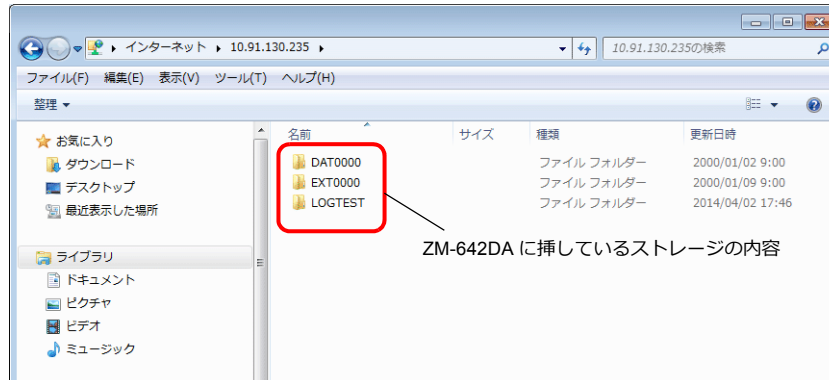 インターネット ▸ 10.91.130.235 ▸
10.91.130.235の検索
ファイル(F) 編集(E) 表示(V) ツール(T) ヘルプ(H)
整理
お気に入り
ダウンロード
デスクトップ
最近表示した場所
ライブラリ
ドキュメント
ピクチャ
ビデオ
ミュージック
名前 サイズ 種類 更新日時
DAT0000 ファイル フォルダー 2000/01/02 9:00
EXT0000 ファイル フォルダー 2000/01/09 9:00
LOGTEST ファイル フォルダー 2014/04/02 17:46
ZM-642DA に挿しているストレージの内容